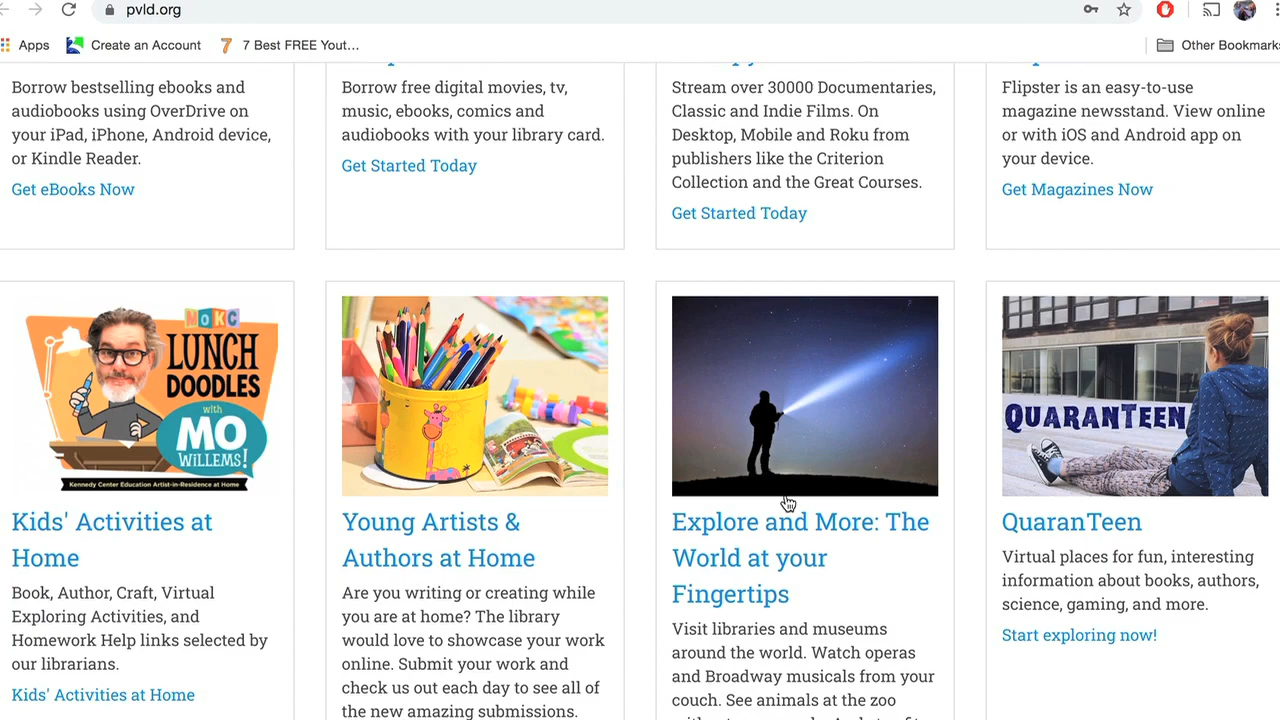 pvld.org
Apps
Create an Account
7 Best FREE Yout...
Other Bookmarks
Borrow bestselling ebooks and
audiobooks using OverDrive on
your iPad, iPhone, Android device,
or Kindle Reader.
Get eBooks Now
Borrow free digital movies, tv,
music, ebooks, comics and
audiobooks with your library card.
Get Started Today
Stream over 30000 Documentaries,
Classic and Indie Films. On
Desktop, Mobile and Roku from
publishers like the Criterion
Collection and the Great Courses.
Get Started Today
Flipster is an easy-to-use
magazine newsstand. View online
or with iOS and Android app on
your device.
Get Magazines Now
MOKC
LUNCH
DOODLES
with
MO
WILLEMS!
Kennedy Center Education Artist-in-Residence at Home
Kids' Activities at
Home
Book, Author, Craft, Virtual
Exploring Activities, and
Homework Help links selected by
our librarians.
Kids' Activities at Home
Young Artists &
Authors at Home
Are you writing or creating while
you are at home? The library
would love to showcase your work
online. Submit your work and
check us out each day to see all of
the new amazing submissions.
Explore and More: The
World at your
Fingertips
Visit libraries and museums
around the world. Watch operas
and Broadway musicals from your
couch. See animals at the zoo
QUARANTEEN
QuaranTeen
Virtual places for fun, interesting
information about books, authors,
science, gaming, and more.
Start exploring now!